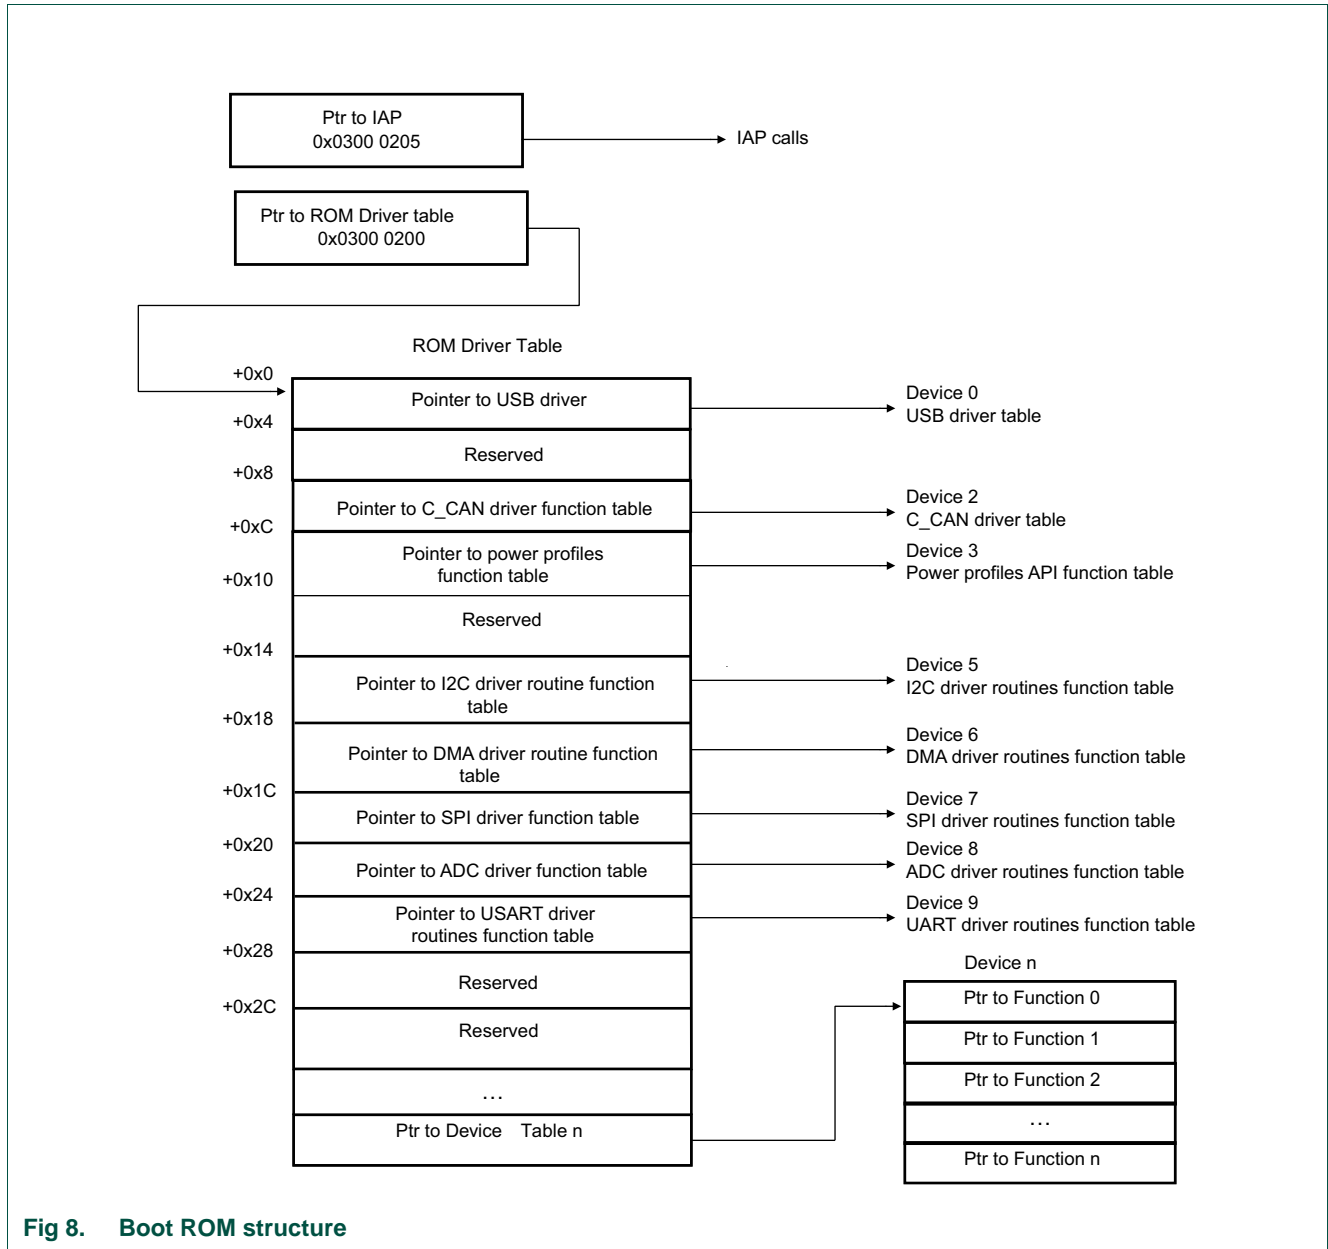 Ptr to IAP
0x0300 0205
IAP calls
Ptr to ROM Driver table
0x0300 0200
ROM Driver Table
+0x0
Pointer to USB driver
Device 0
USB driver table
+0x4
Reserved
+0x8
Pointer to C_CAN driver function table
Device 2
C_CAN driver table
+0xC
Pointer to power profiles
function table
Device 3
Power profiles API function table
+0x10
Reserved
+0x14
Pointer to I2C driver routine function
table
Device 5
I2C driver routines function table
+0x18
Pointer to DMA driver routine function
table
Device 6
DMA driver routines function table
+0x1C
Pointer to SPI driver function table
Device 7
SPI driver routines function table
+0x20
Pointer to ADC driver function table
Device 8
ADC driver routines function table
+0x24
Pointer to USART driver
routines function table
Device 9
UART driver routines function table
+0x28
Reserved
+0x2C
Reserved
...
Ptr to Device Table n
Device n
Ptr to Function 0
Ptr to Function 1
Ptr to Function 2
...
Ptr to Function n
Fig 8. Boot ROM structure